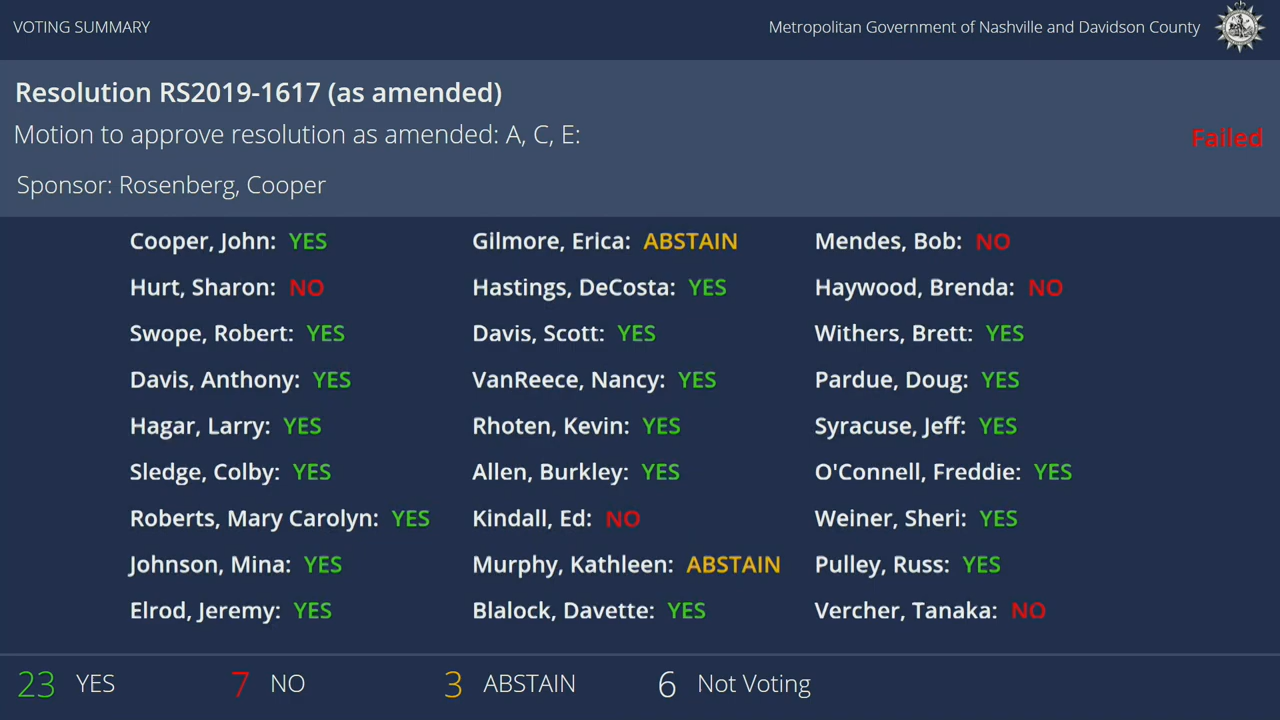 VOTING SUMMARY
Metropolitan Government of Nashville and Davidson County
Resolution RS2019-1617 (as amended)
Motion to approve resolution as amended: A, C, E:
Failed
Sponsor: Rosenberg, Cooper
Cooper, John: YES
Gilmore, Erica: ABSTAIN
Mendes, Bob: NO
Hurt, Sharon: NO
Hastings, DeCosta: YES
Haywood, Brenda: NO
Swope, Robert: YES
Davis, Scott: YES
Withers, Brett: YES
Davis, Anthony: YES
VanReece, Nancy: YES
Pardue, Doug: YES
Hagar, Larry: YES
Rhoten, Kevin: YES
Syracuse, Jeff: YES
Sledge, Colby: YES
Allen, Burkley: YES
O'Connell, Freddie: YES
Roberts, Mary Carolyn: YES
Kindall, Ed: NO
Weiner, Sheri: YES
Johnson, Mina: YES
Murphy, Kathleen: ABSTAIN
Pulley, Russ: YES
Elrod, Jeremy: YES
Blalock, Davette: YES
Vercher, Tanaka: NO
23 YES
7 NO
3 ABSTAIN
6 Not Voting